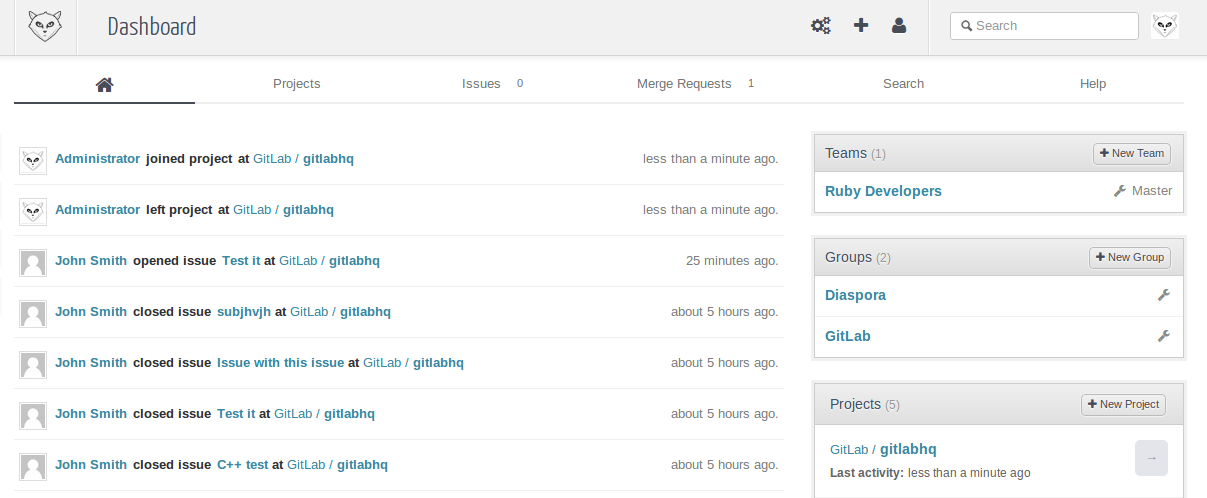 Dashboard
Search
Projects
Issues 0
Merge Requests 1
Search
Help
Administrator joined project at GitLab / gitlabhq less than a minute ago.
Administrator left project at GitLab / gitlabhq less than a minute ago.
John Smith opened issue Test it at GitLab / gitlabhq 25 minutes ago.
John Smith closed issue subjhvjh at GitLab / gitlabhq about 5 hours ago.
John Smith closed issue Issue with this issue at GitLab / gitlabhq about 5 hours ago.
John Smith closed issue Test it at GitLab / gitlabhq about 5 hours ago.
John Smith closed issue C++ test at GitLab / gitlabhq about 5 hours ago.
Teams (1) New Team
Ruby Developers Master
Groups (2) New Group
Diaspora
GitLab
Projects (5) New Project
GitLab / gitlabhq →
Last activity: less than a minute ago